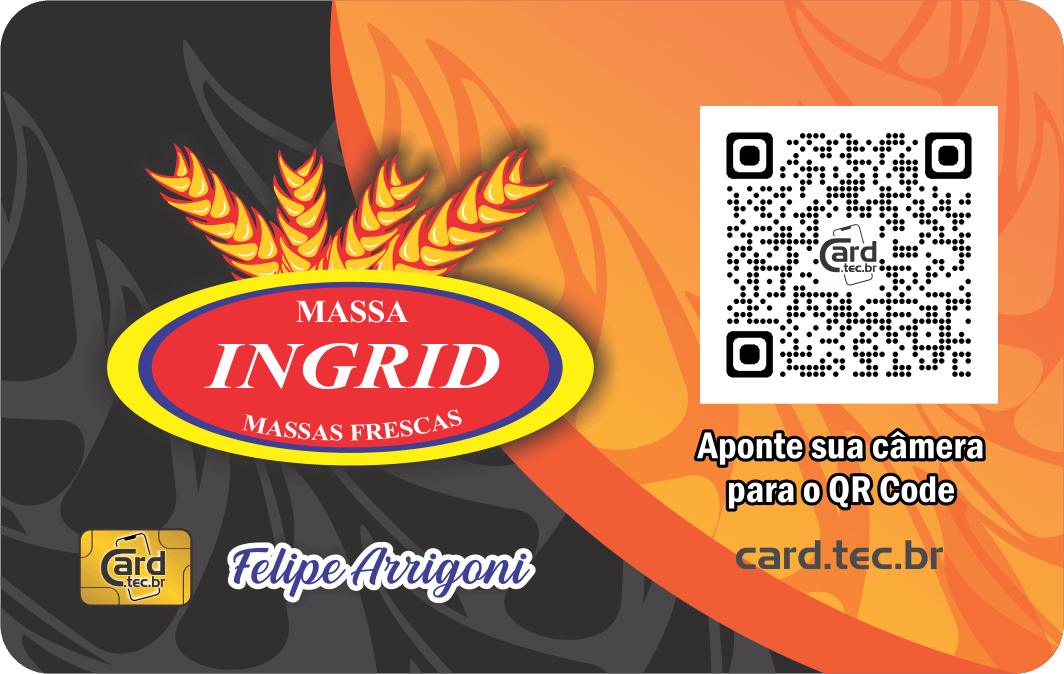 MASSA
INGRID
MASSAS FRESCAS
Card
.tec.br
Aponte sua câmera
para o QR Code
card.tec.br
Card
.tec.br
Felipe Arrigoni